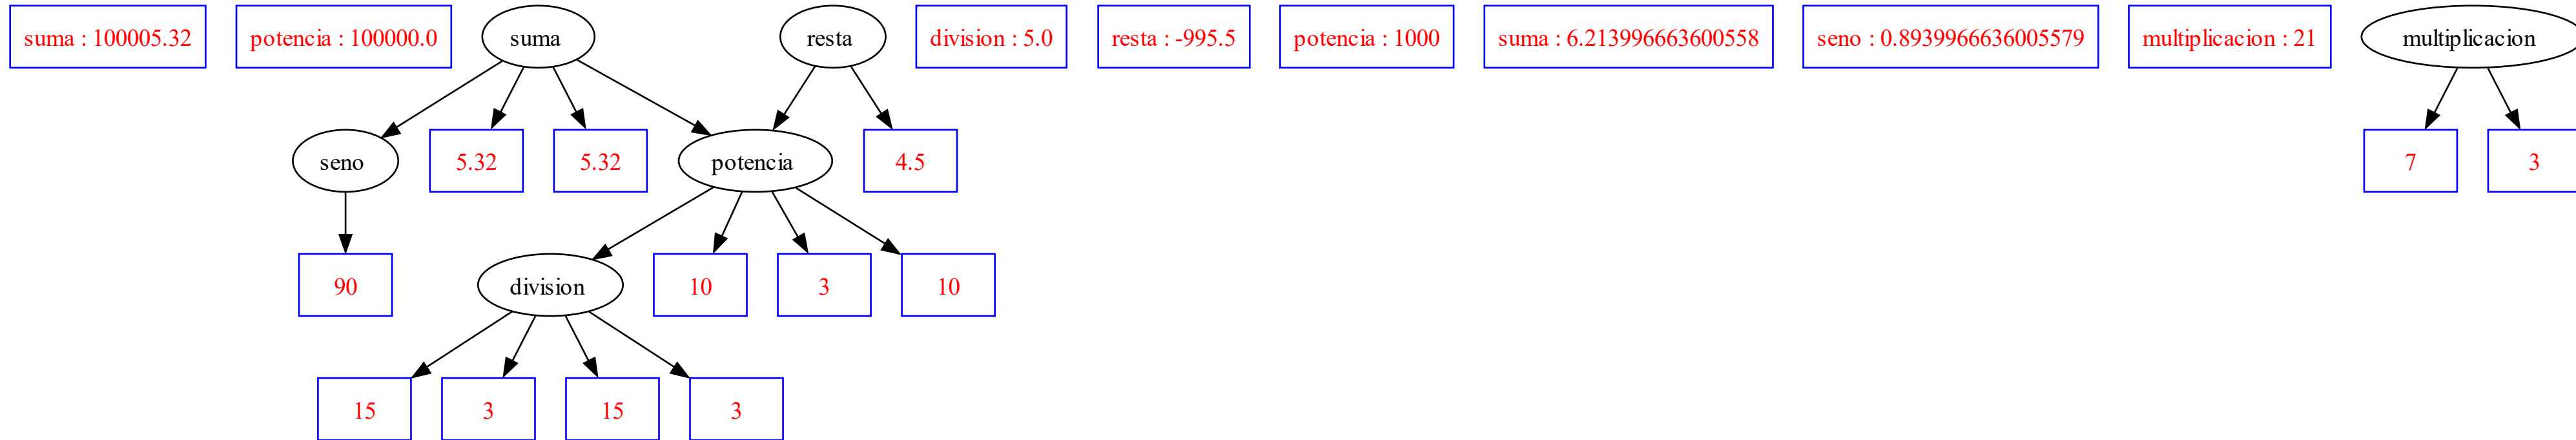 suma : 100005.32
potencia : 100000.0
suma
resta
division : 5.0
resta : -995.5
potencia : 1000
suma : 6.213996663600558
seno : 0.8939966636005579
multiplicacion : 21
multiplicacion
seno
5.32
5.32
potencia
4.5
7
3
90
division
10
3
10
15
3
15
3